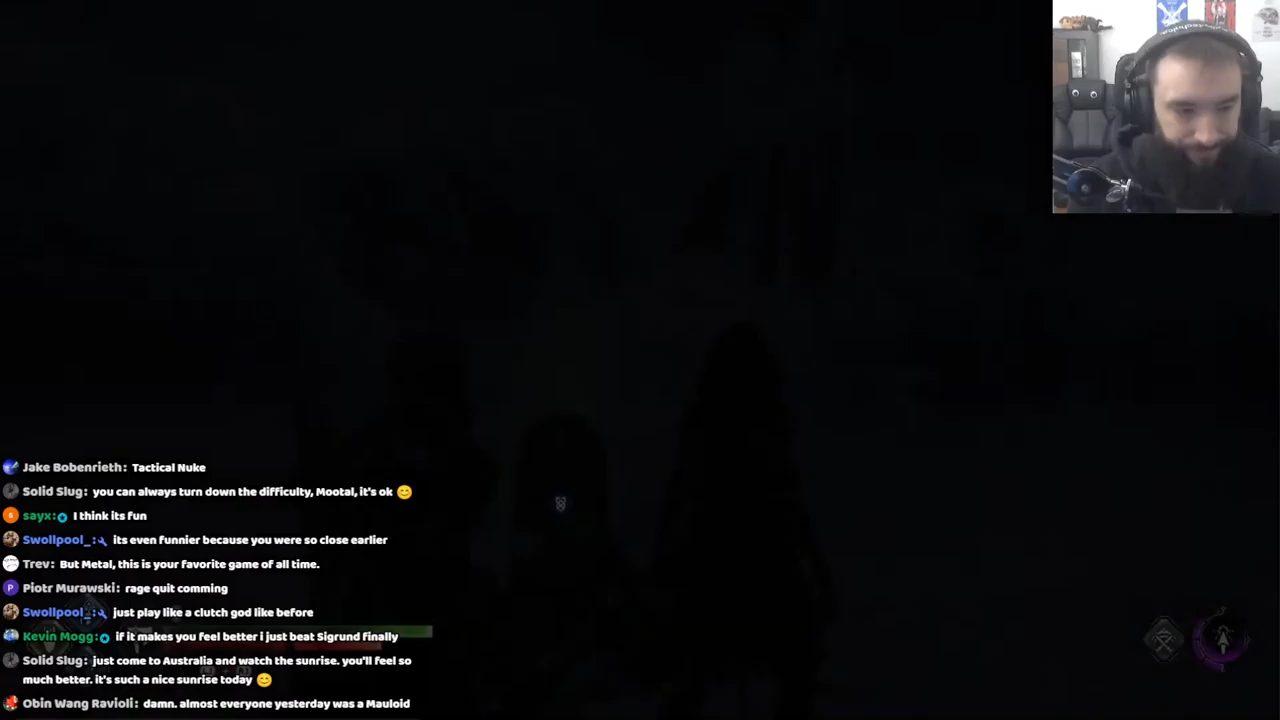 Jake Bobenrieth: Tactical Nuke
Solid Slug: you can always turn down the difficulty, Mootal, it's ok 😊
sayx: I think its fun
Swollpool_: its even funnier because you were so close earlier
Trev: But Metal, this is your favorite game of all time.
Piotr Murawski: rage quit comming
Swollpool_: just play like a clutch god like before
Kevin Mogg: if it makes you feel better i just beat Sigrund finally
Solid Slug: just come to Australia and watch the sunrise. you'll feel so
much better. it's such a nice sunrise today 😊
Obin Wang Ravioli: damn. almost everyone yesterday was a Mauloid